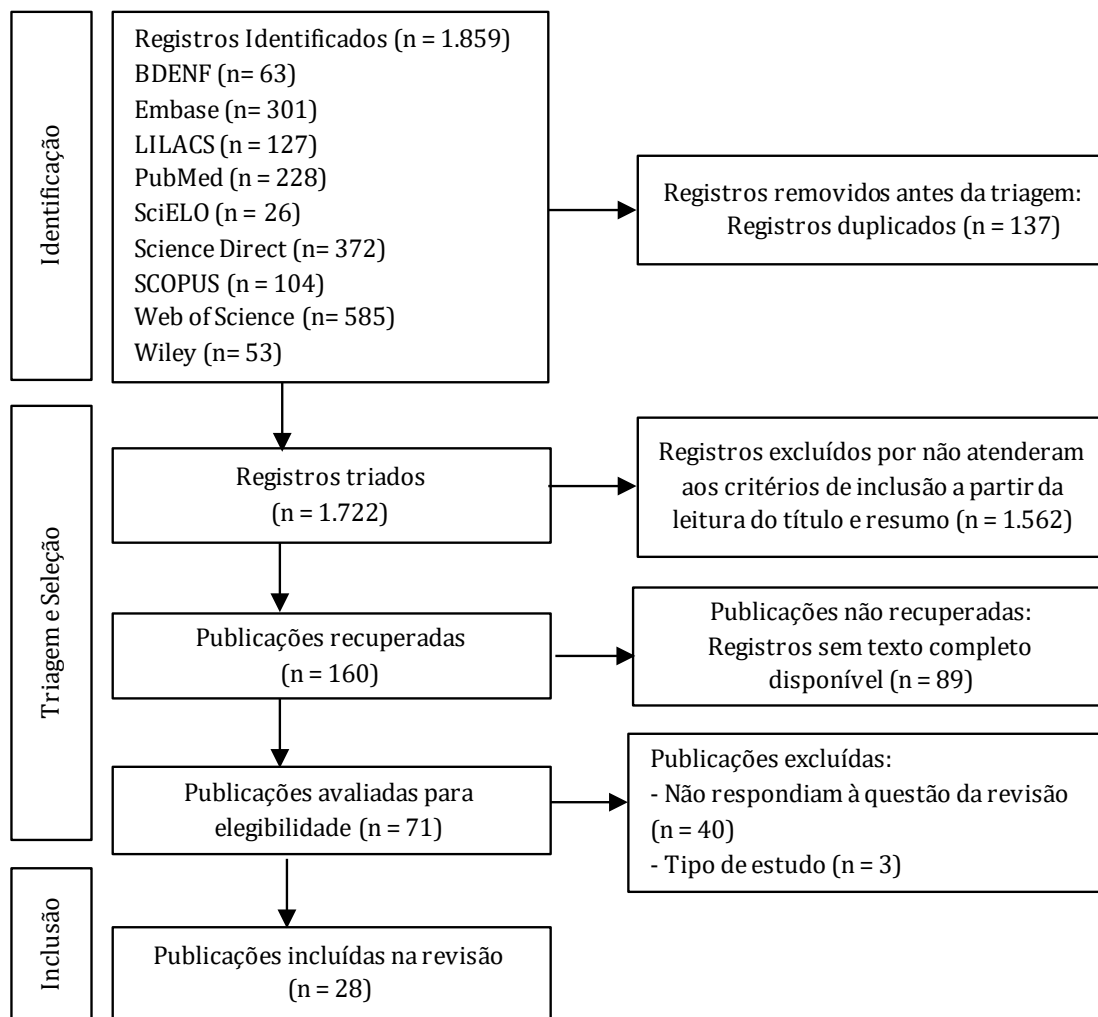 Identificação
Registros Identificados (n = 1.859)
BDENF (n= 63)
Embase (n= 301)
LILACS (n = 127)
PubMed (n = 228)
SciELO (n = 26)
Science Direct (n= 372)
SCOPUS (n = 104)
Web of Science (n= 585)
Wiley (n= 53)
Registros removidos antes da triagem:
Registros duplicados (n = 137)
Triagem e Seleção
Registros triados
(n = 1.722)
Registros excluídos por não atenderam
aos critérios de inclusão a partir da
leitura do título e resumo (n = 1.562)
Publicações recuperadas
(n = 160)
Publicações não recuperadas:
Registros sem texto completo
disponível (n = 89)
Publicações avaliadas para
elegibilidade (n = 71)
Publicações excluídas:
- Não respondiam à questão da revisão
(n = 40)
- Tipo de estudo (n = 3)
Inclusão
Publicações incluídas na revisão
(n = 28)